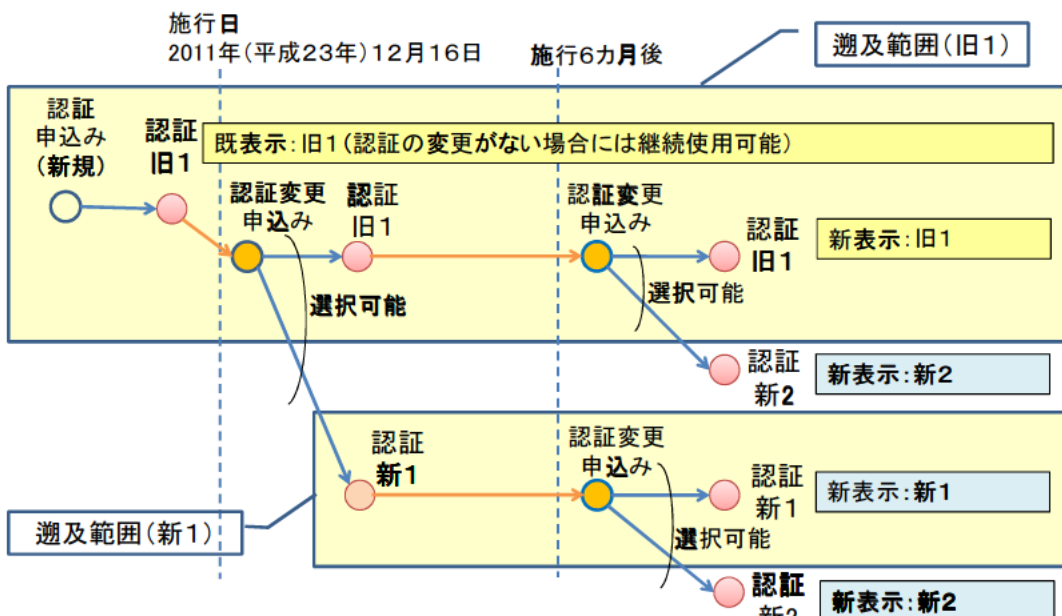 施行日
2011年(平成23年)12月16日
施行6カ月後
遡及範囲(旧1)
認証
申込み
(新規)
認証
旧1
既表示:旧1(認証の変更がない場合には継続使用可能)
認証変更
申込み
認証
旧1
認証変更
申込み
認証
旧1
新表示:旧1
選択可能
選択可能
認証
新2
新表示:新2
認証
新1
認証変更
申込み
認証
新1
新表示:新1
遡及範囲(新1)
選択可能
認証
新2
新表示:新2